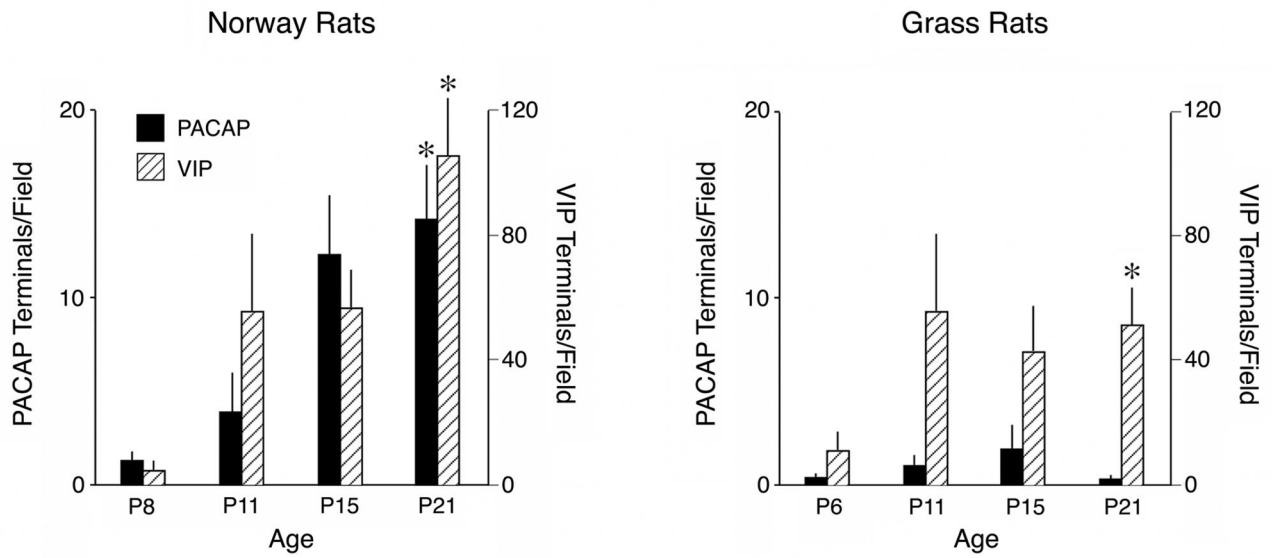 Norway Rats
PACAP Terminals/Field
20
10
0
PACAP
VIP
*
*
120
80
40
0
VIP Terminals/Field
P8 P11 P15 P21
Age
Grass Rats
PACAP Terminals/Field
20
10
0
*
120
80
40
0
VIP Terminals/Field
P6 P11 P15 P21
Age